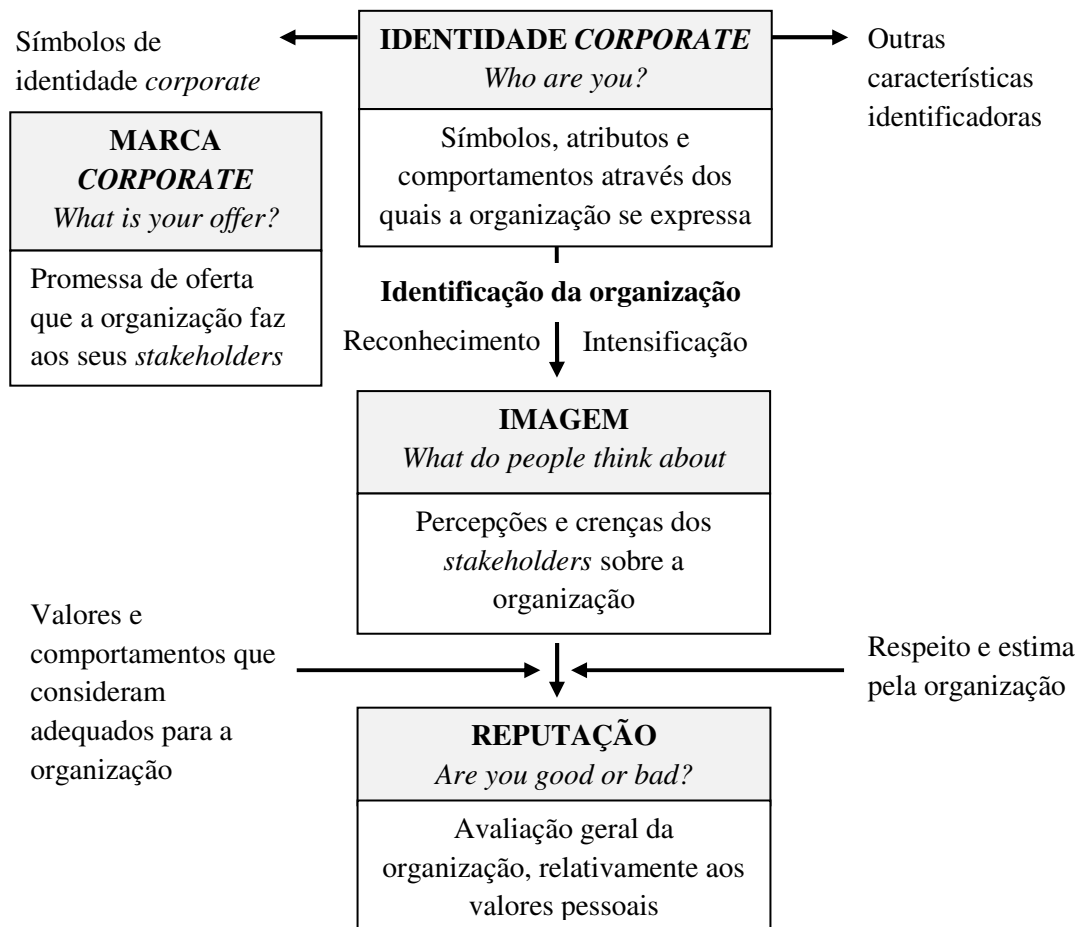 Símbolos de
identidade corporate
IDENTIDADE CORPORATE
Who are you?
Símbolos, atributos e
comportamentos através dos
quais a organização se expressa
Outras
características
identificadoras
MARCA
CORPORATE
What is your offer?
Promessa de oferta
que a organização faz
aos seus stakeholders
Identificação da organização
Reconhecimento
Intensificação
IMAGEM
What do people think about
Percepções e crenças dos
stakeholders sobre a
organização
Valores e
comportamentos que
consideram
adequados para a
organização
Respeito e estima
pela organização
REPUTAÇÃO
Are you good or bad?
Avaliação geral da
organização, relativamente aos
valores pessoais